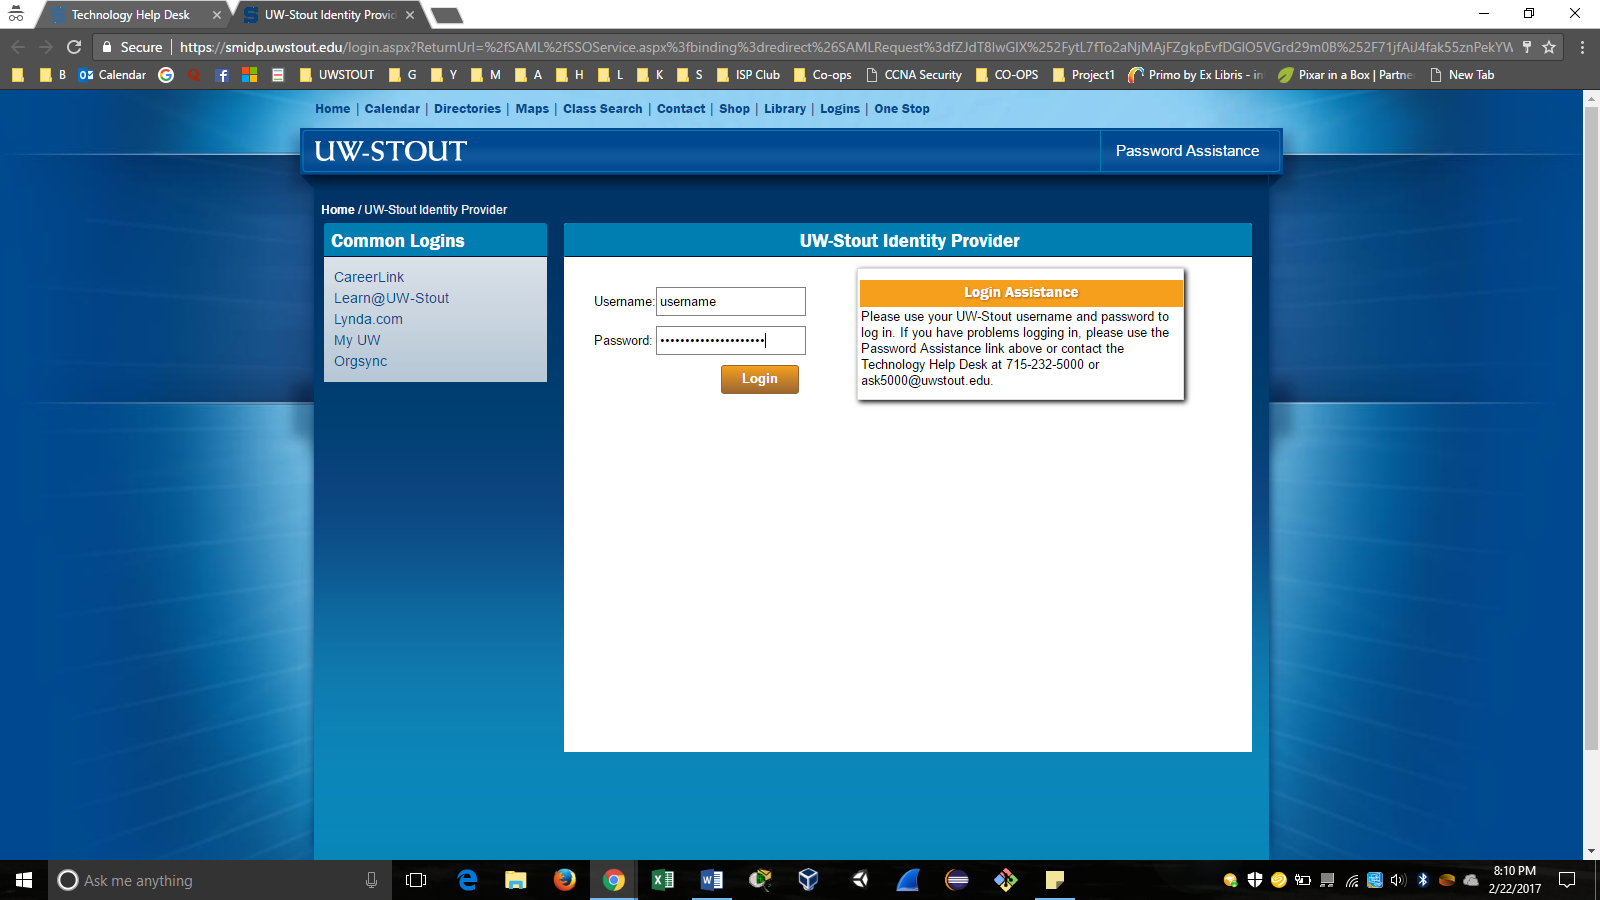 Technology Help Desk
UW-Stout Identity Provid
Secure
https://smidp.uwstout.edu/login.aspx?ReturnUrl=%2fSAML%2fSSOService.aspx%3fbinding%3dredirect%26SAMLRequest%3d
B
Calendar
UWSTOUT
G
Y
M
A
H
L
K
S
ISP Club
Co-ops
CCNA Security
CO-OPS
Project1
Primo by Ex Libris - in
Pixar in a Box | Partne
New Tab
Home | Calendar | Directories | Maps | Class Search | Contact | Shop | Library | Logins | One Stop
UW-STOUT
Password Assistance
Home / UW-Stout Identity Provider
Common Logins
CareerLink
Learn@UW-Stout
Lynda.com
My UW
Orgsync
UW-Stout Identity Provider
Username: username
Password:
Login
Login Assistance
Please use your UW-Stout username and password to
log in. If you have problems logging in, please use the
Password Assistance link above or contact the
Technology Help Desk at 715-232-5000 or
ask5000@uwstout.edu.
Ask me anything
8:10 PM
2/22/2017